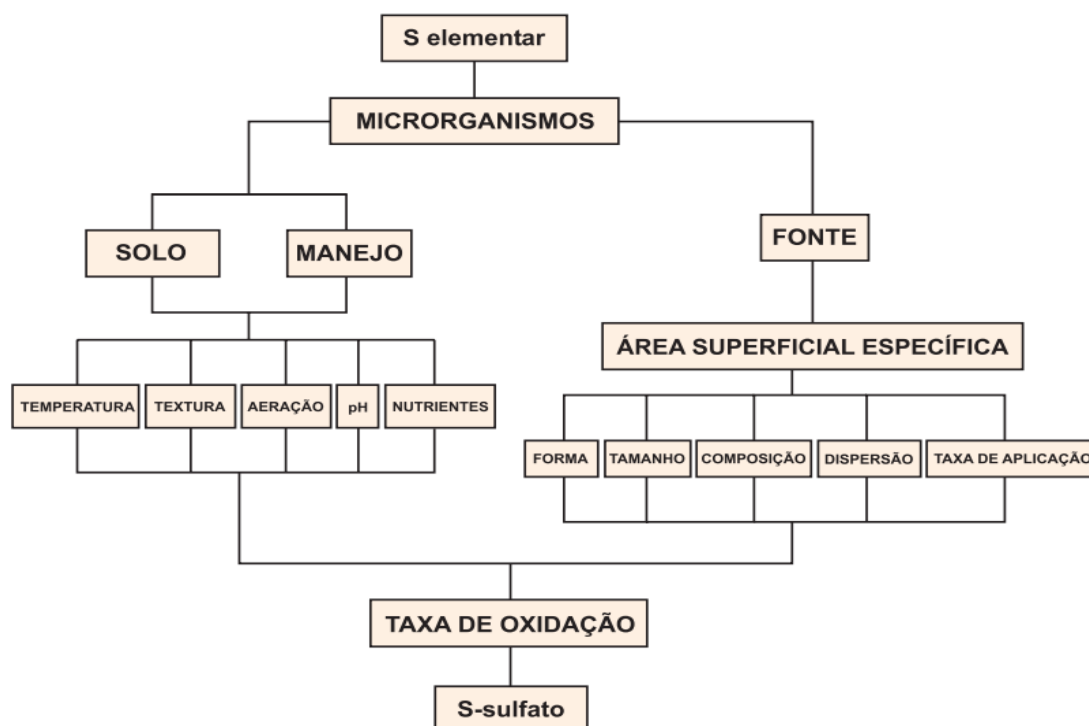 S elementar
MICRORGANISMOS
SOLO
MANEJO
FONTE
ÁREA SUPERFICIAL ESPECÍFICA
TEMPERATURA
TEXTURA
AERAÇÃO
pH
NUTRIENTES
FORMA
TAMANHO
COMPOSIÇÃO
DISPERSÃO
TAXA DE APLICAÇÃO
TAXA DE OXIDAÇÃO
S-sulfato